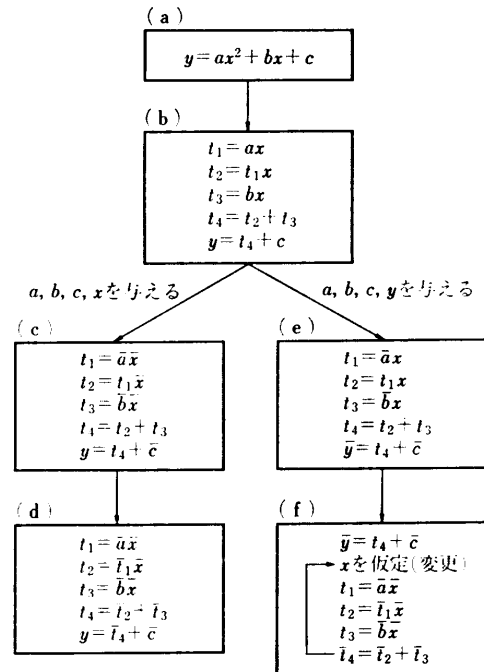 (a)
y=ax²+bx+c
(b)
t₁=ax
t₂=t₁x
t₃=bx
t₄=t₂+t₃
y=t₄+c
a, b, c, xを与える
a, b, c, yを与える
(c)
t₁=āx̄
t₂=t₁x̄
t₃=b̄x̄
t₄=t₂+t₃
y=t₄+c̄
(e)
t₁=āx
t₂=t₁x
t₃=b̄x
t₄=t₂+t₃
ȳ=t₄+c̄
(d)
t₁=āx̄
t₂=t̄₁x̄
t₃=b̄x̄
t₄=t̄₂+t̄₃
y=t̄₄+c̄
(f)
ȳ=t₄+c̄
xを仮定(変更)
t₁=āx̄
t₂=t̄₁x̄
t₃=b̄x̄
t̄₄=t̄₂+t̄₃